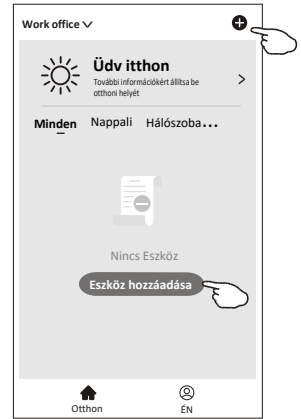 Work office
Üdv itthon
További információkért állítsa be
otthoni helyét
Minden Nappali Hálószoba...
Nincs Eszköz
Eszköz hozzáadása
Otthon ÉN